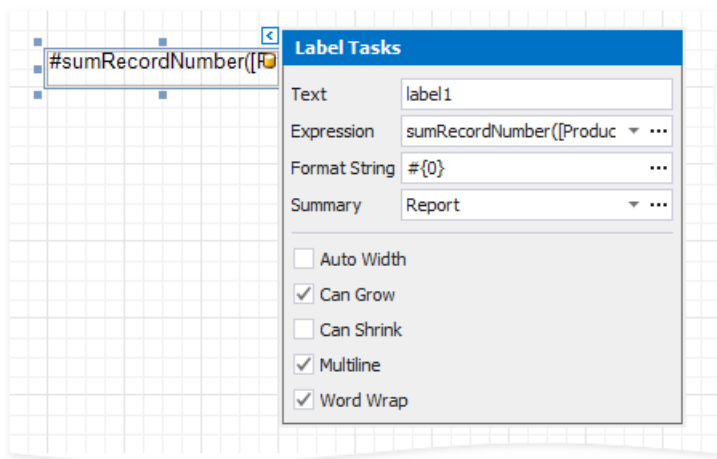 #sumRecordNumber([
Label Tasks
Text label1
Expression sumRecordNumber([Produc
Format String #{0}
Summary Report
Auto Width
Can Grow
Can Shrink
Multiline
Word Wrap